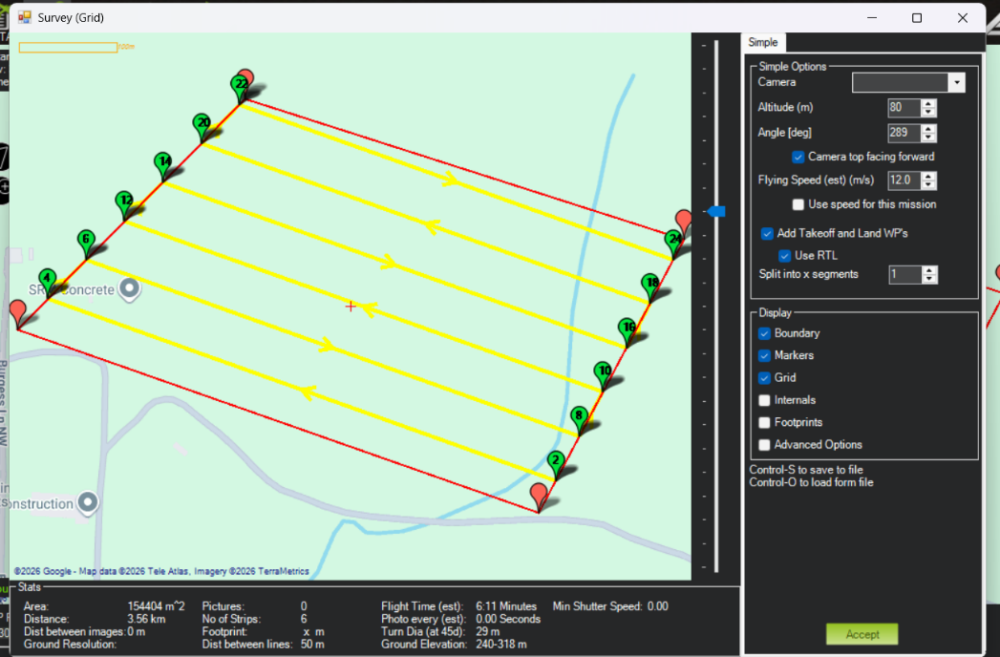 Survey (Grid)
100m
22
20
14
12
6
4
24
18
16
10
8
2
SR
Concrete
Burgess Ln NW
onstruction
©2026 Google - Map data ©2026 Tele Atlas, Imagery ©2026 TerraMetrics
Simple
Simple Options
Camera
Altitude (m) 80
Angle [deg] 289
Camera top facing forward
Flying Speed (est) (m/s) 12.0
Use speed for this mission
Add Takeoff and Land WP's
Use RTL
Split into x segments 1
Display
Boundary
Markers
Grid
Internals
Footprints
Advanced Options
Control-S to save to file
Control-O to load form file
Accept
Stats
Area: 154404 m^2 Pictures: 0 Flight Time (est): 6:11 Minutes Min Shutter Speed: 0.00
Distance: 3.56 km No of Strips: 6 Photo every (est): 0.00 Seconds
Dist between images: 0 m Footprint: x m Turn Dia (at 45d): 29 m
Ground Resolution: Dist between lines: 50 m Ground Elevation: 240-318 m